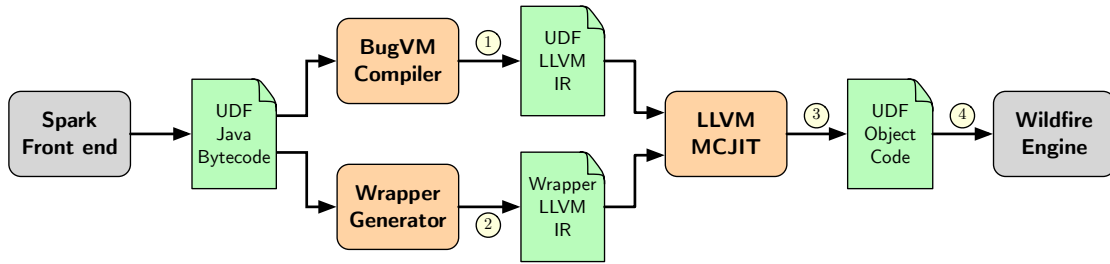 Spark
Front end
UDF
Java
Bytecode
BugVM
Compiler
1
UDF
LLVM
IR
Wrapper
Generator
2
Wrapper
LLVM
IR
LLVM
MCJIT
3
UDF
Object
Code
4
Wildfire
Engine